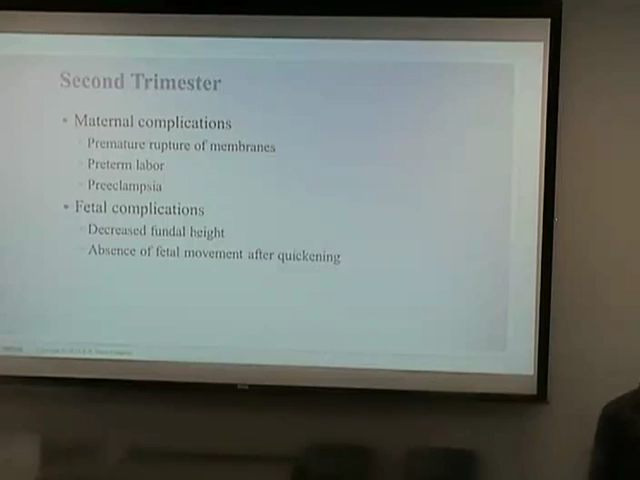 Second Trimester
• Maternal complications
Premature rupture of membranes
Preterm labor
Preeclampsia
• Fetal complications
Decreased fundal height
Absence of fetal movement after quickening